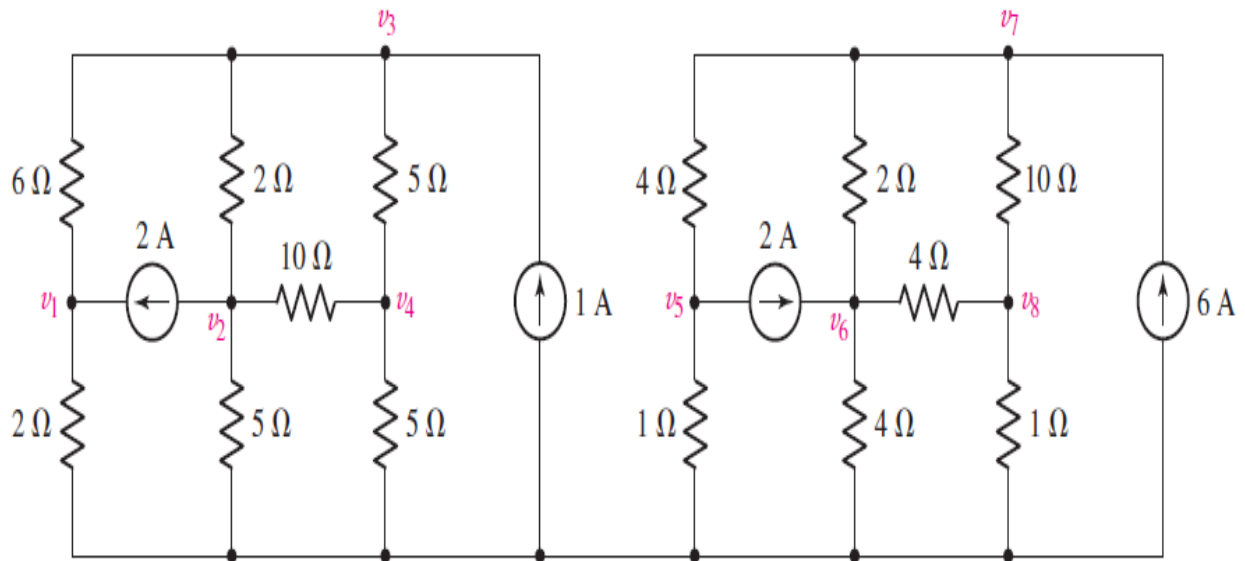 v3 v7
6 Ω 2 Ω 5 Ω 4 Ω 2 Ω 10 Ω
2 A 10 Ω 2 A 4 Ω
v1 v2 v4 1 A v5 v6 v8 6 A
2 Ω 5 Ω 5 Ω 1 Ω 4 Ω 1 Ω